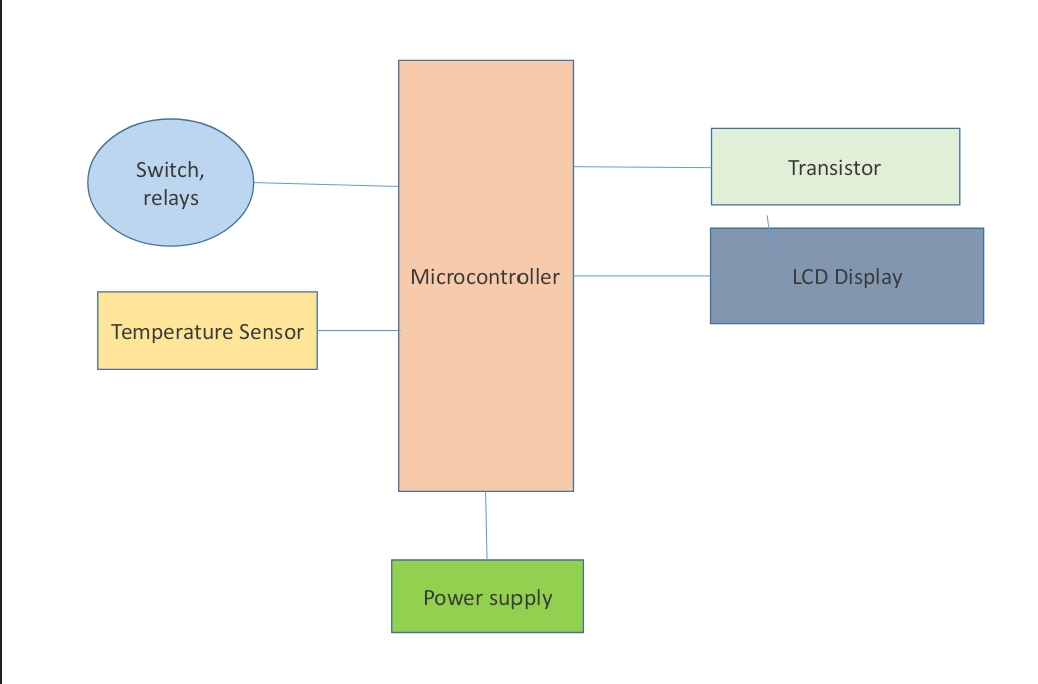 Switch,
relays
Temperature Sensor
Microcontroller
Transistor
LCD Display
Power supply